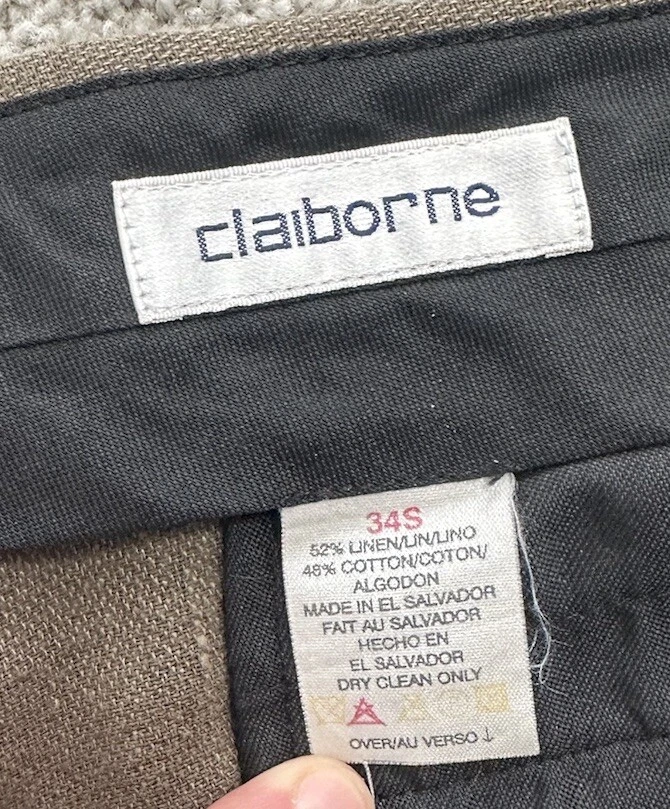 claiborne
34S
52% LINEN/LIN/LINO
48% COTTON/COTON/
ALGODON
MADE IN EL SALVADOR
FAIT AU SALVADOR
HECHO EN
EL SALVADOR
DRY CLEAN ONLY
OVER/AU VERSO ↓